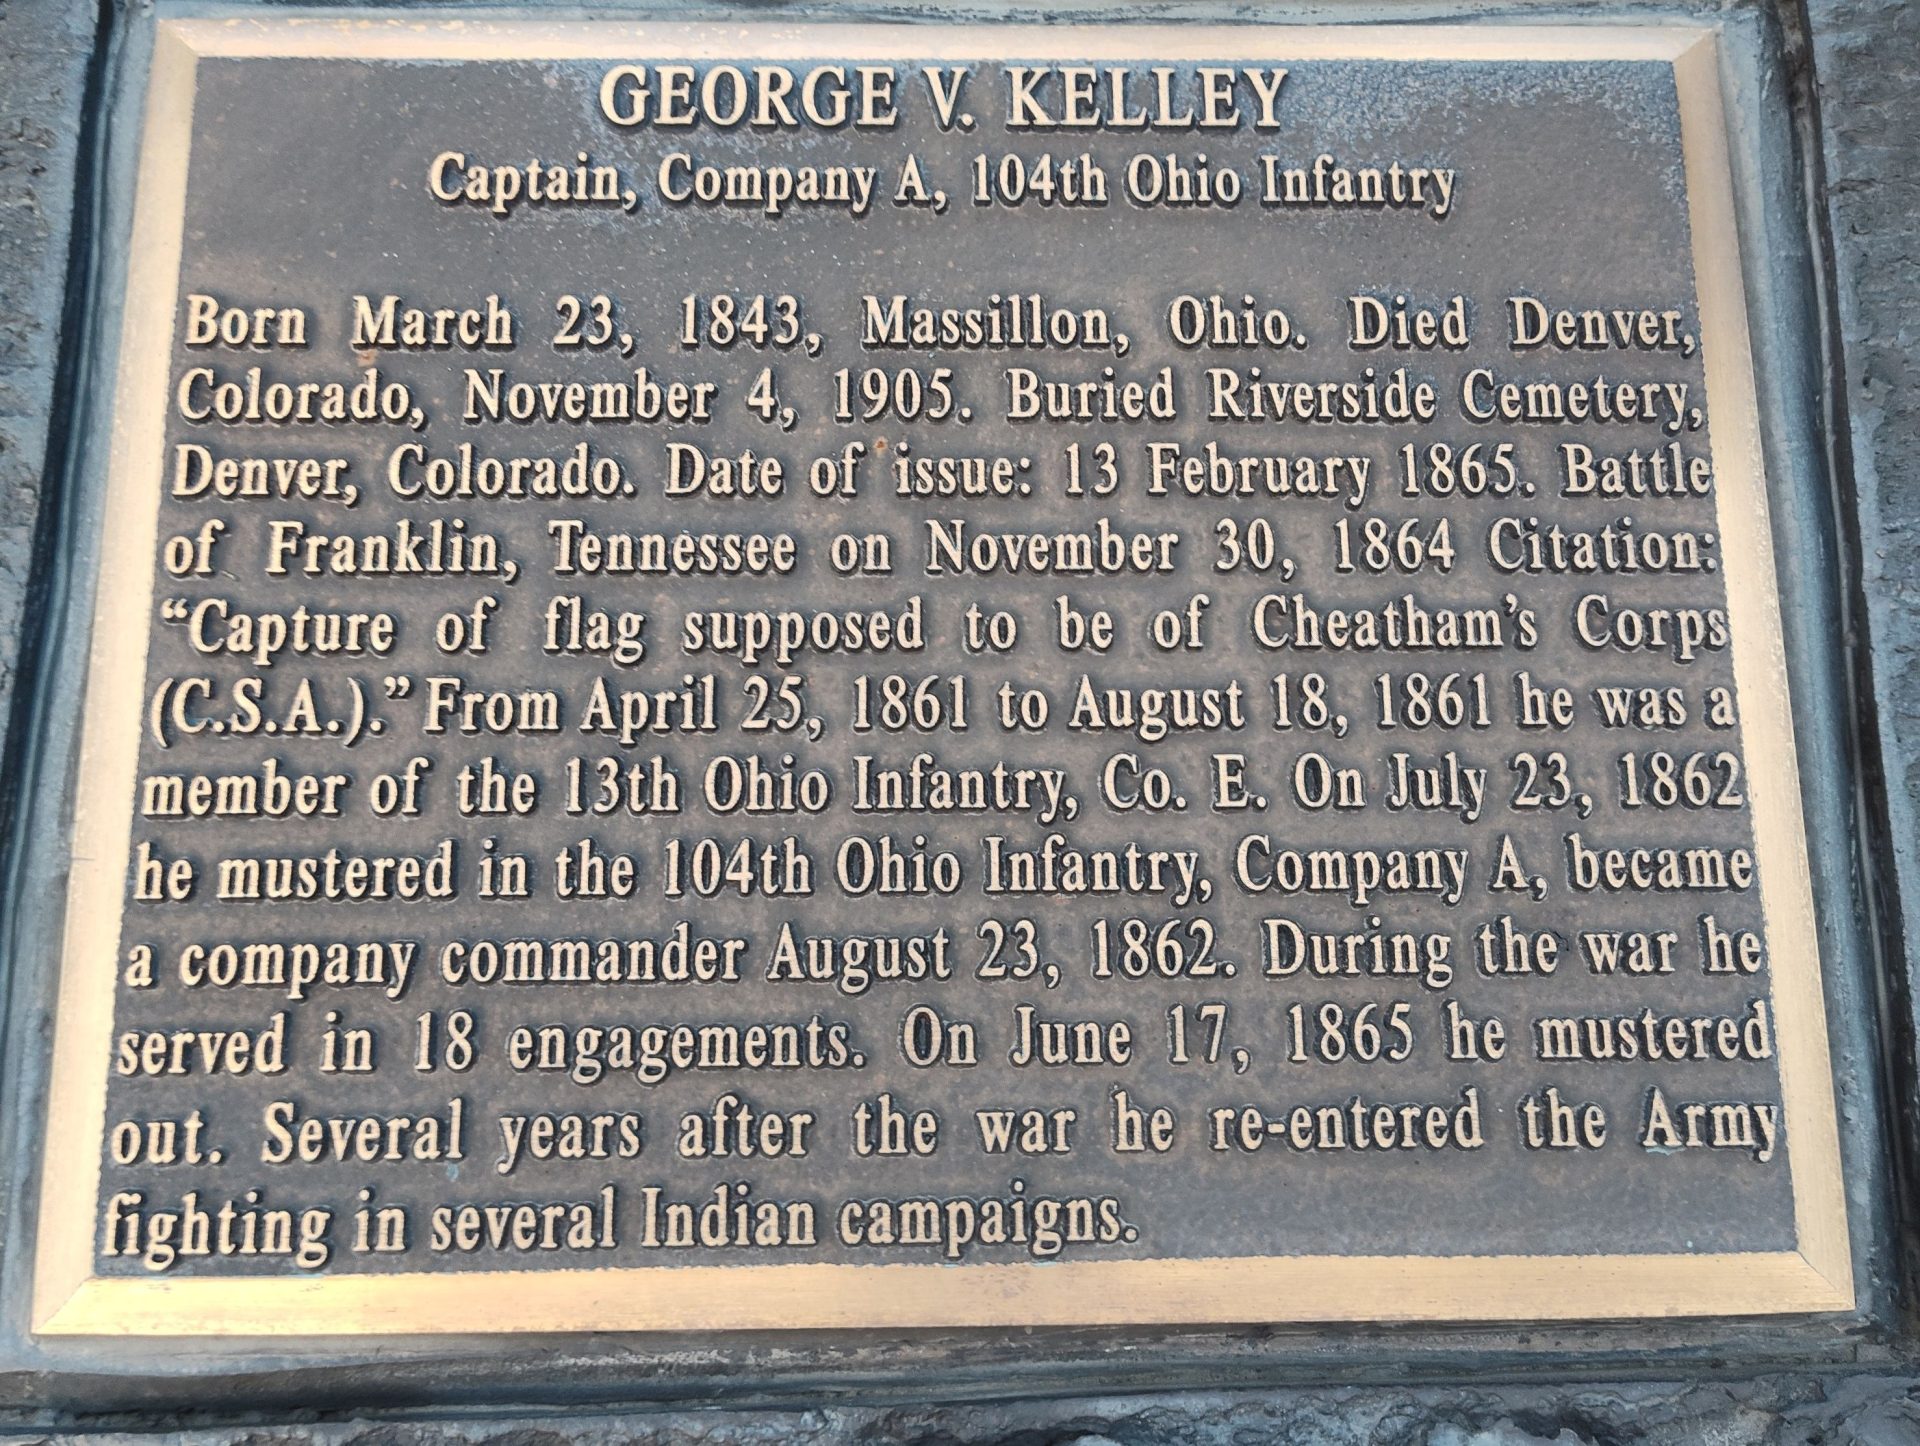 GEORGE V. KELLEY
Captain, Company A, 104th Ohio Infantry
Born March 23, 1843, Massillon, Ohio. Died Denver,
Colorado, November 4, 1905. Buried Riverside Cemetery,
Denver, Colorado. Date of issue: 13 February 1865. Battle
of Franklin, Tennessee on November 30, 1864 Citation:
“Capture of flag supposed to be of Cheatham’s Corps
(C.S.A.).” From April 25, 1861 to August 18, 1861 he was a
member of the 13th Ohio Infantry, Co. E. On July 23, 1862
he mustered in the 104th Ohio Infantry, Company A, became
a company commander August 23, 1862. During the war he
served in 18 engagements. On June 17, 1865 he mustered
out. Several years after the war he re-entered the Army
fighting in several Indian campaigns.